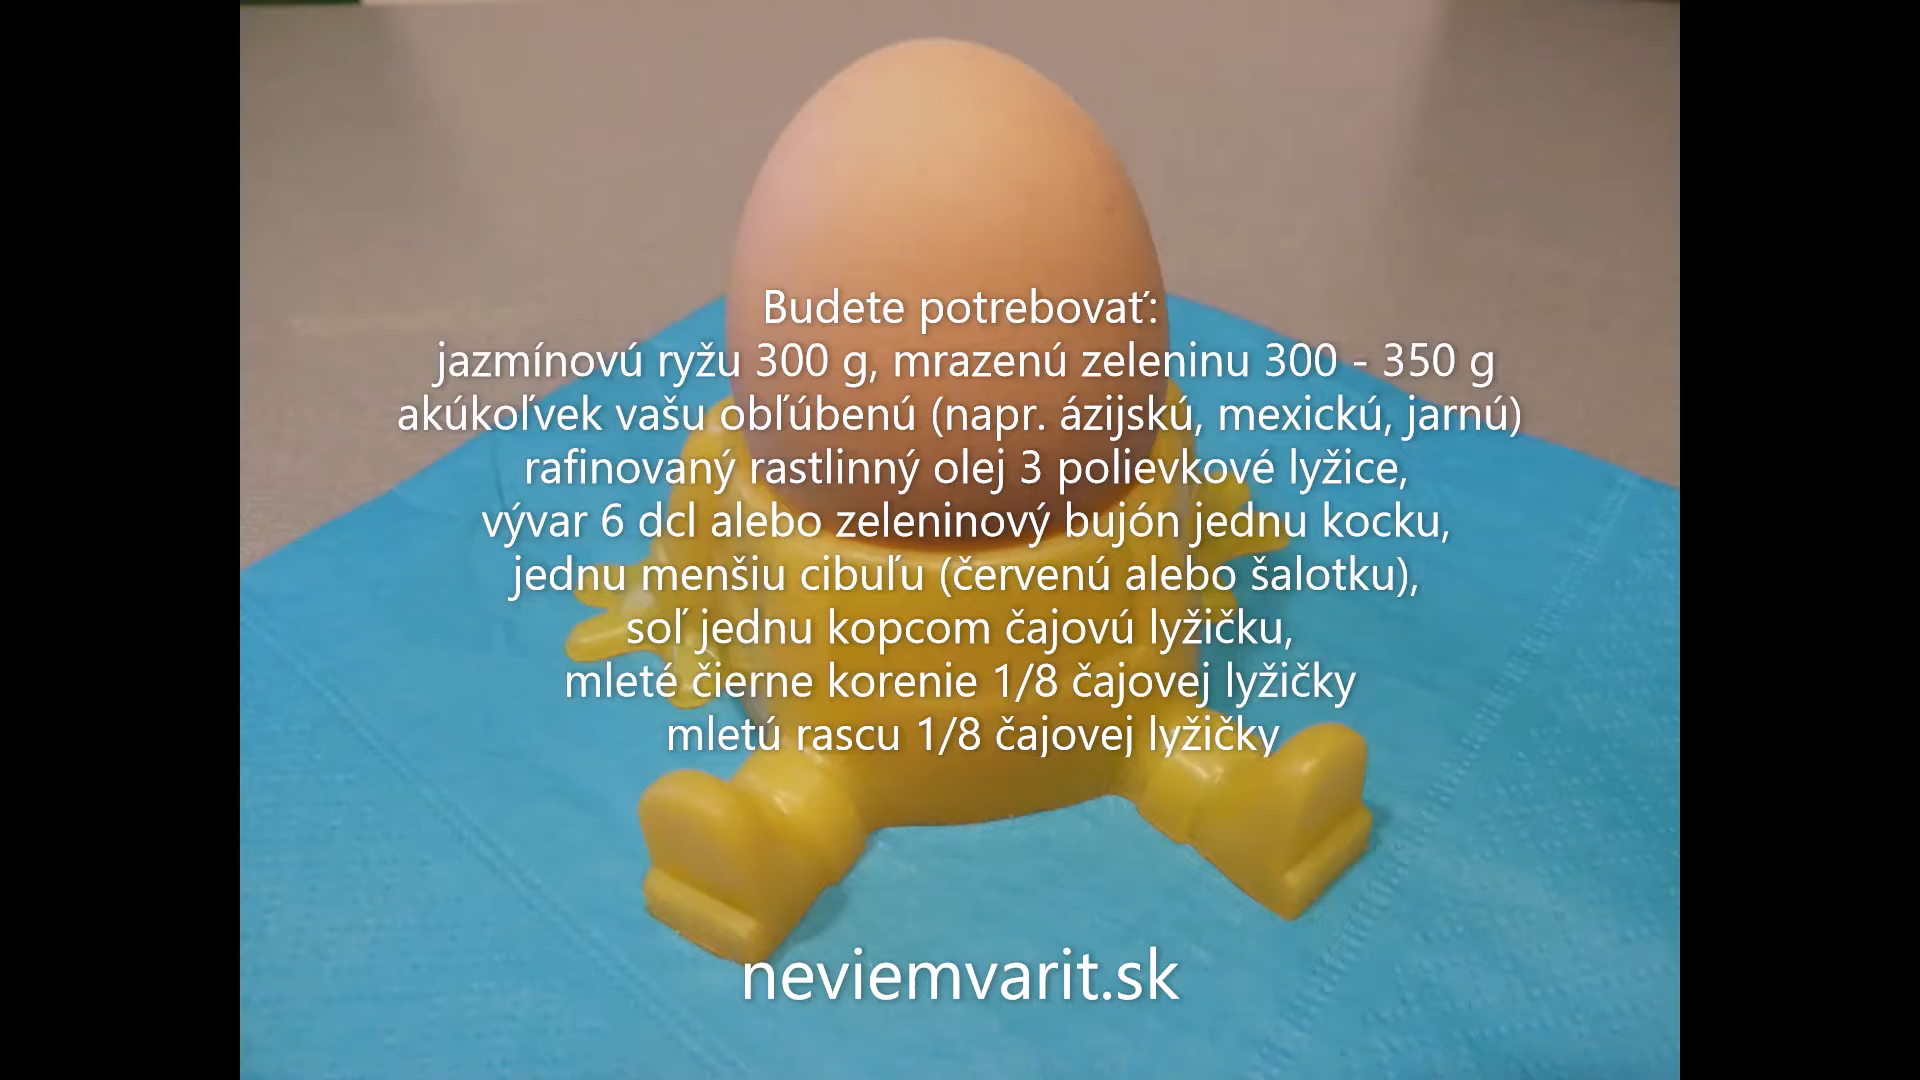 Budete potrebovať:
jazmínovú ryžu 300 g, mrazenú zeleninu 300 - 350 g
akúkoľvek vašu obľúbenú (napr. ázijskú, mexickú, jarnú)
rafinovaný rastlinný olej 3 polievkové lyžice,
vývar 6 dcl alebo zeleninový bujón jednu kocku,
jednu menšiu cibuľu (červenú alebo šalotku),
soľ jednu kopcom čajovú lyžičku,
mleté čierne korenie 1/8 čajovej lyžičky
mletú rascu 1/8 čajovej lyžičky
neviemvarit.sk